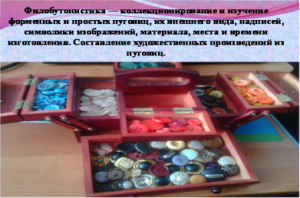 Филобутонистика — коллекционирование и изучение
форменных и простых пуговиц, их внешнего вида, надписей,
символики изображений, материала, места и времени
изготовления. Составление художественных произведений из
пуговиц.